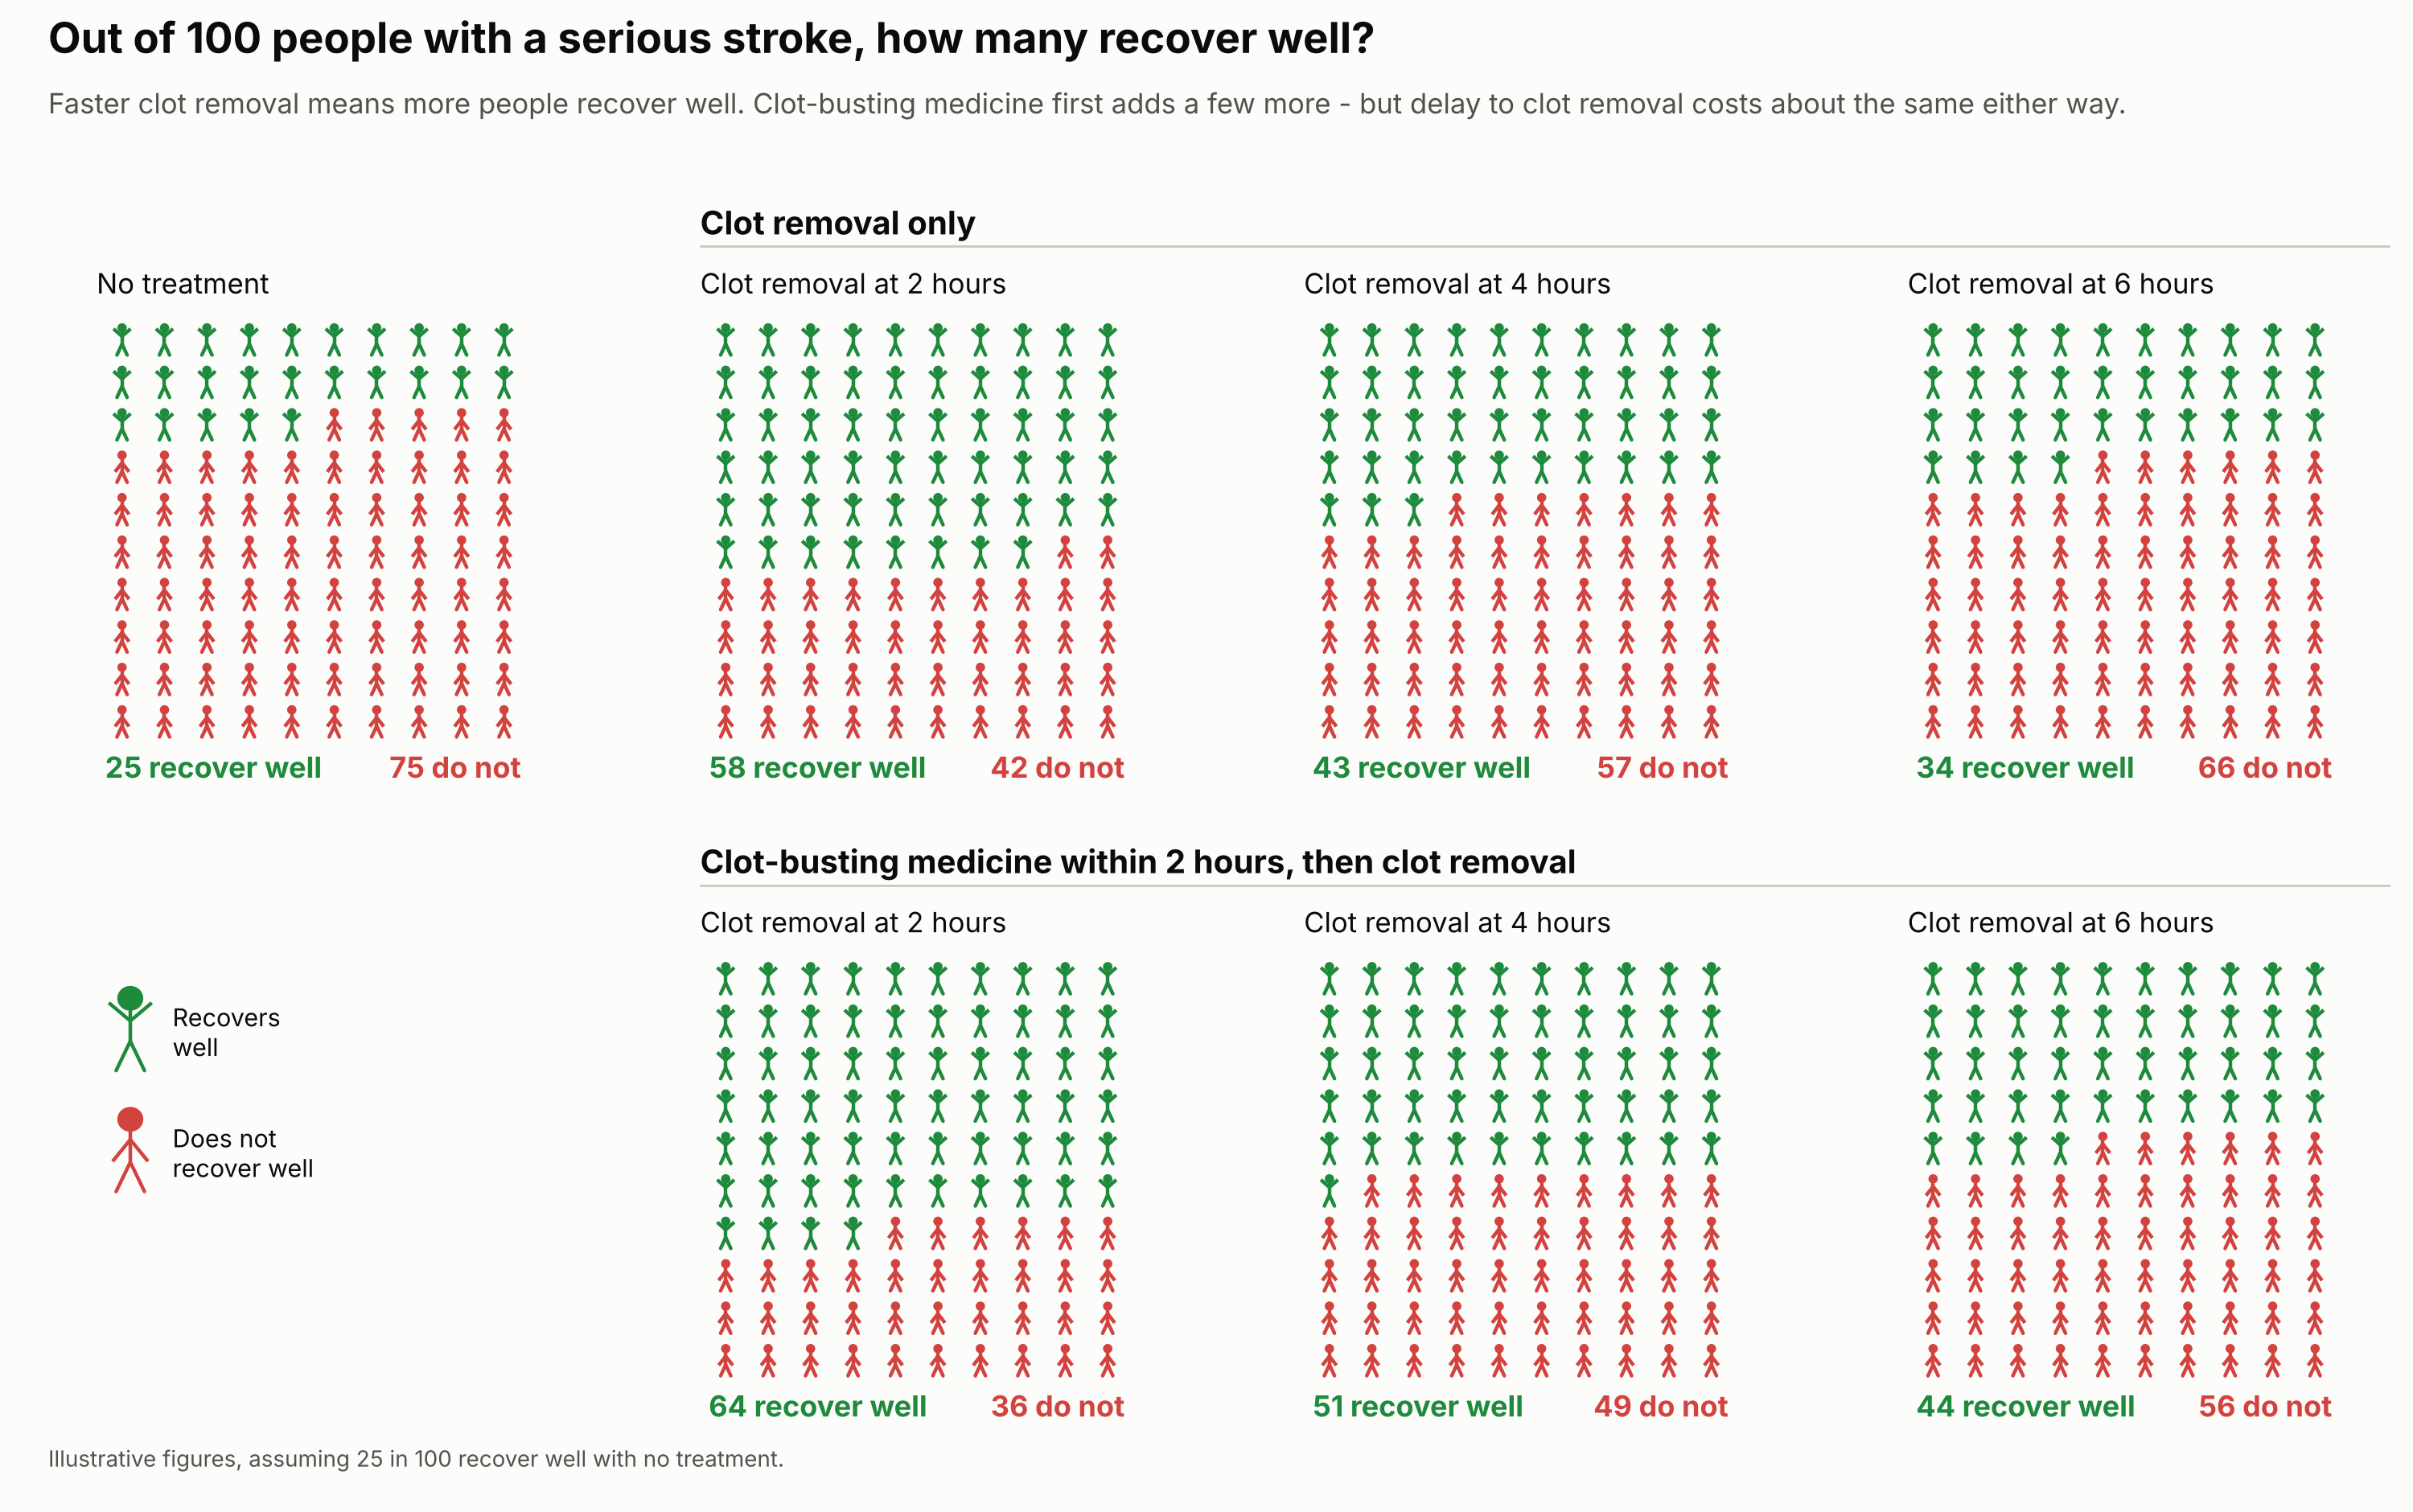 Out of 100 people with a serious stroke, how many recover well?
Faster clot removal means more people recover well. Clot-busting medicine first adds a few more - but delay to clot removal costs about the same either way.
Clot removal only
No treatment
Clot removal at 2 hours
Clot removal at 4 hours
Clot removal at 6 hours
25 recover well 75 do not
58 recover well 42 do not
43 recover well 57 do not
34 recover well 66 do not
Clot-busting medicine within 2 hours, then clot removal
Clot removal at 2 hours
Clot removal at 4 hours
Clot removal at 6 hours
Recovers
well
Does not
recover well
64 recover well 36 do not
51 recover well 49 do not
44 recover well 56 do not
Illustrative figures, assuming 25 in 100 recover well with no treatment.